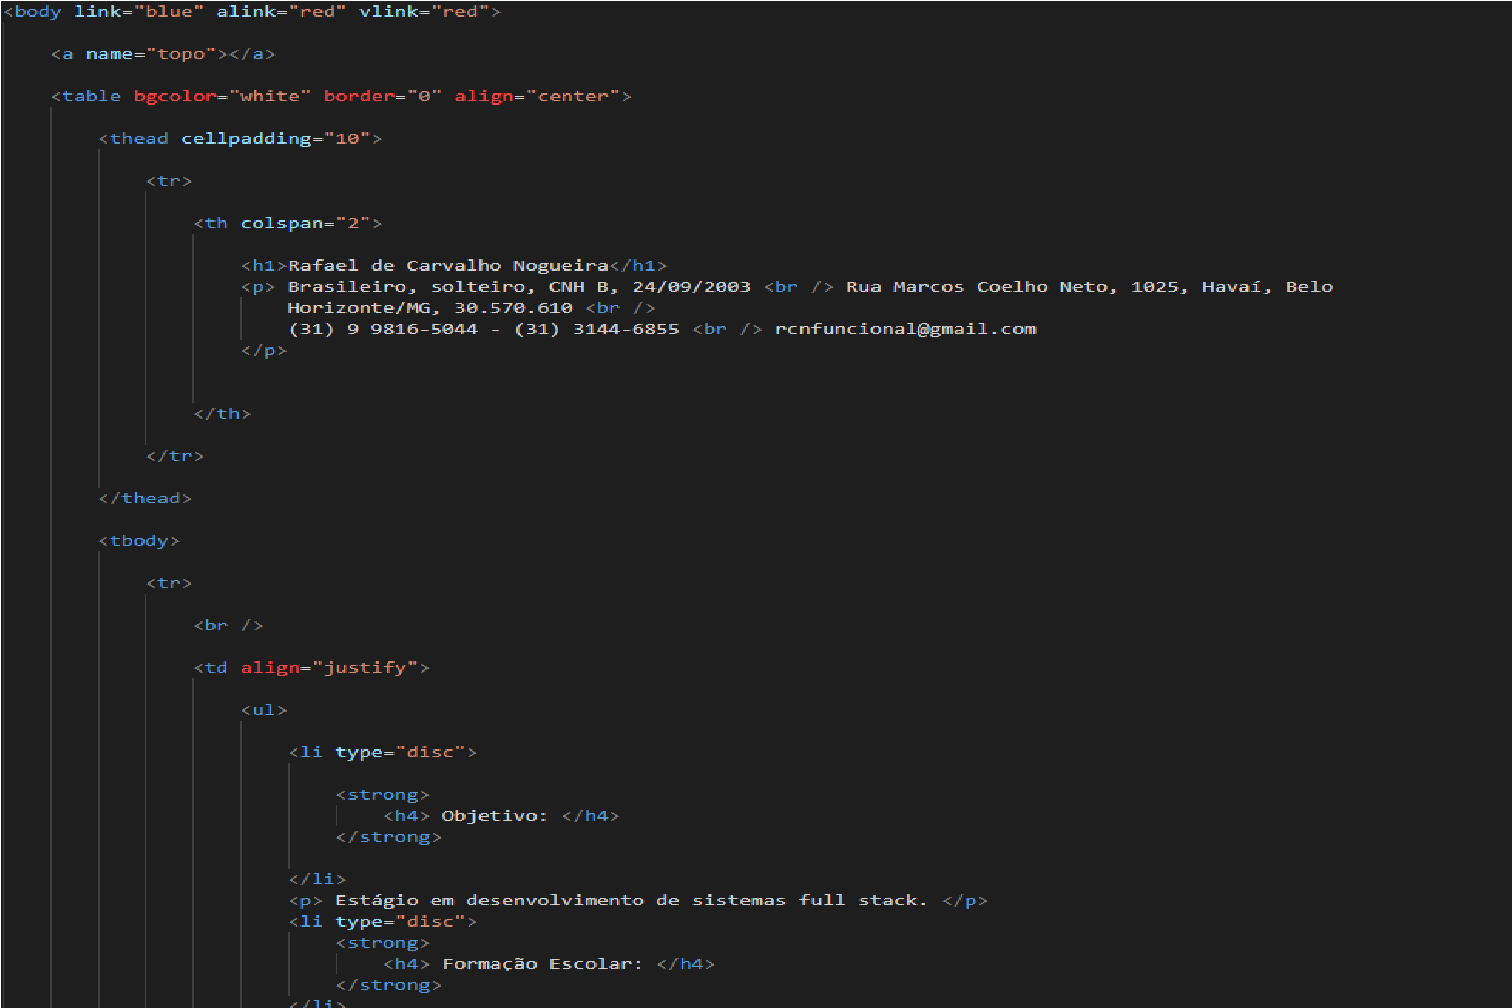 <body link="blue" alink="red" vlink="red">
<a name="topo"></a>
<table bgcolor="white" border="0" align="center">
<thead cellpadding="10">
<tr>
<th colspan="2">
<h1>Rafael de Carvalho Nogueira</h1>
<p> Brasileiro, solteiro, CNH B, 24/09/2003 <br /> Rua Marcos Coelho Neto, 1025, Havaí, Belo
Horizonte/MG, 30.570.610 <br />
(31) 9 9816-5044 - (31) 3144-6855 <br /> rcnfuncional@gmail.com
</p>
</th>
</tr>
</thead>
<tbody>
<tr>
<br />
<td align="justify">
<ul>
<li type="disc">
<strong>
<h4> Objetivo: </h4>
</strong>
</li>
<p> Estágio em desenvolvimento de sistemas full stack. </p>
<li type="disc">
<strong>
<h4> Formação Escolar: </h4>
</strong>
</li>